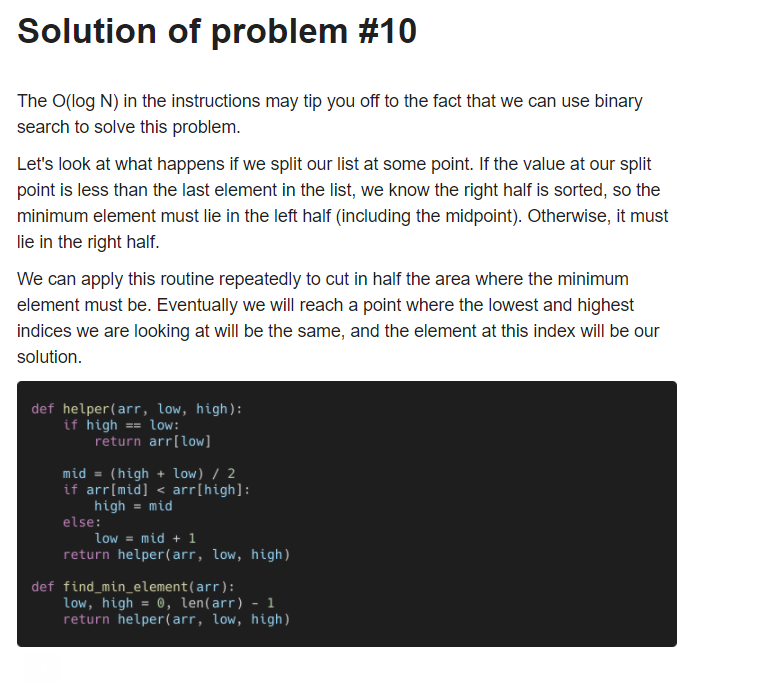 Solution of problem #10
The O(log N) in the instructions may tip you off to the fact that we can use binary
search to solve this problem.
Let's look at what happens if we split our list at some point. If the value at our split
point is less than the last element in the list, we know the right half is sorted, so the
minimum element must lie in the left half (including the midpoint). Otherwise, it must
lie in the right half.
We can apply this routine repeatedly to cut in half the area where the minimum
element must be. Eventually we will reach a point where the lowest and highest
indices we are looking at will be the same, and the element at this index will be our
solution.
def helper(arr, low, high):
    if high == low:
        return arr[low]
    mid = (high + low) / 2
    if arr[mid] < arr[high]:
        high = mid
    else:
        low = mid + 1
    return helper(arr, low, high)
def find_min_element(arr):
    low, high = 0, len(arr) - 1
    return helper(arr, low, high)